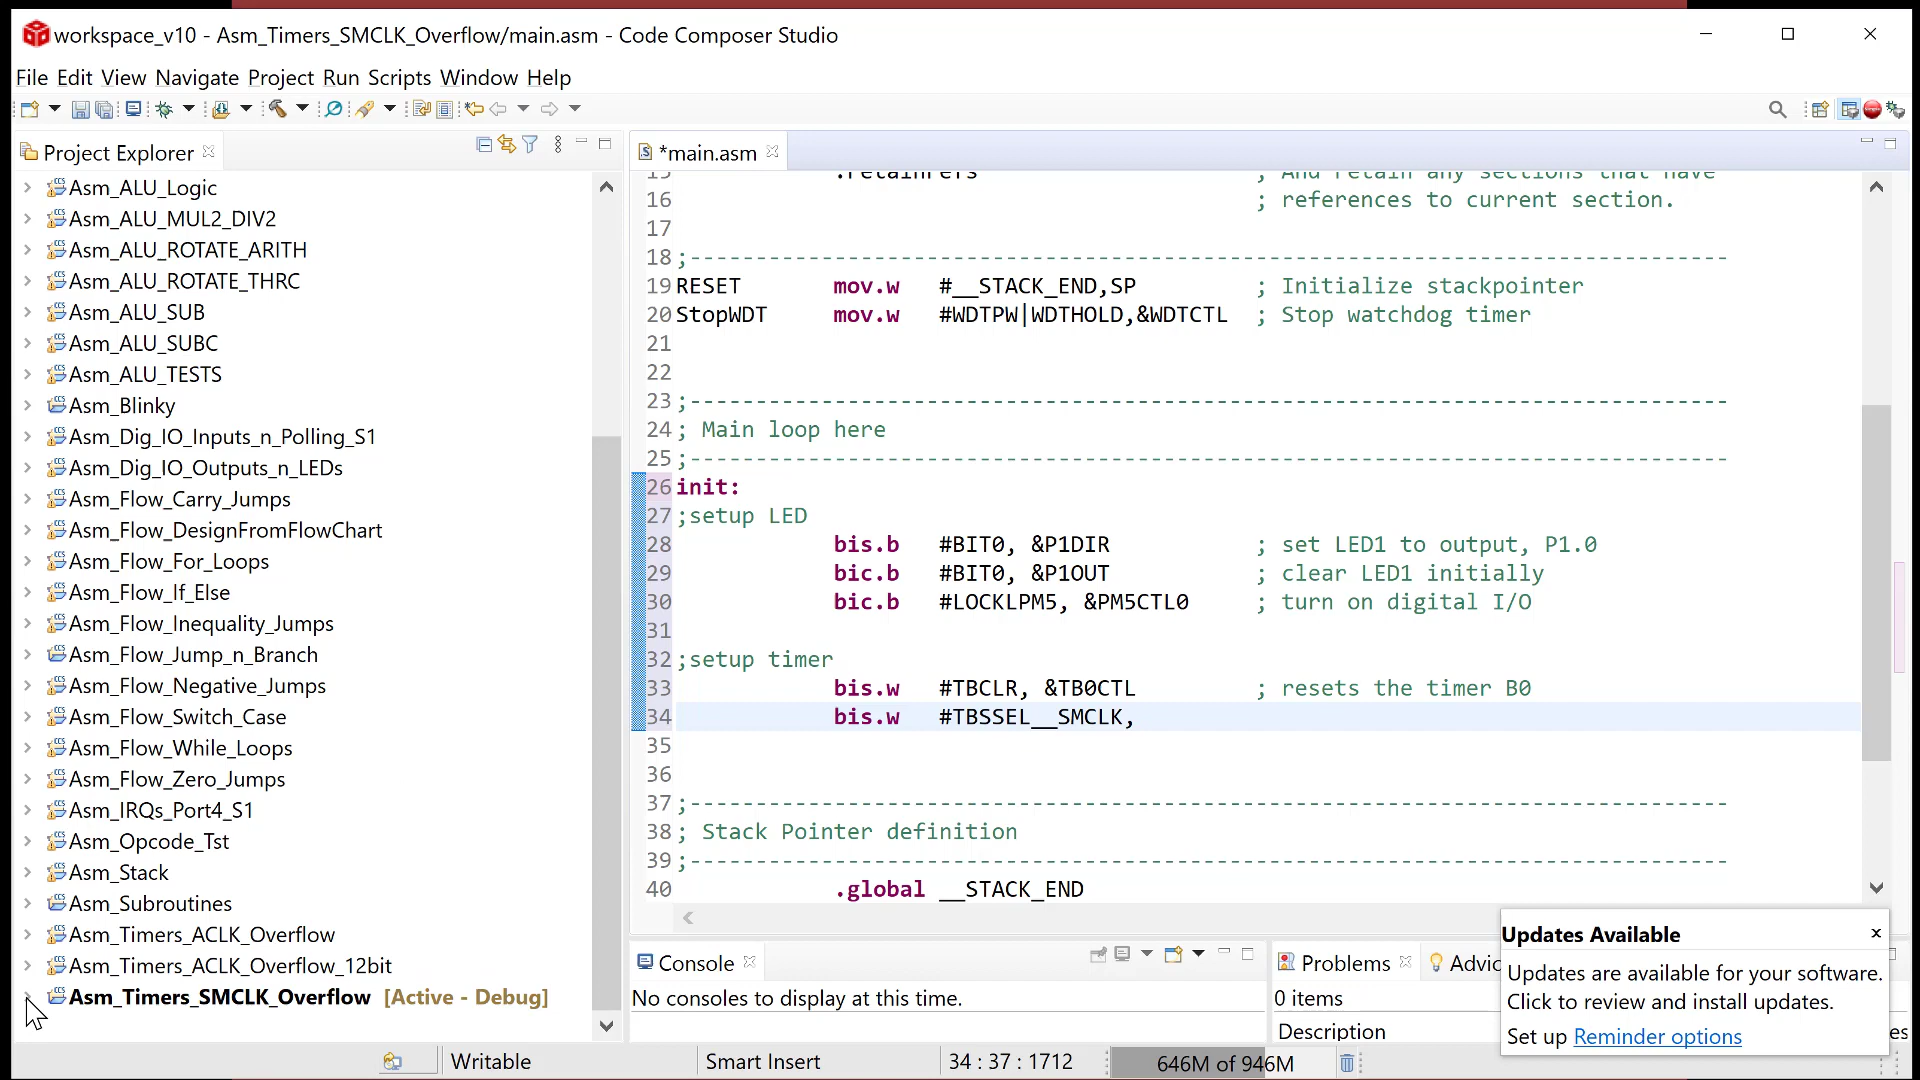 workspace_v10 - Asm_Timers_SMCLK_Overflow/main.asm - Code Composer Studio
File Edit View Navigate Project Run Scripts Window Help
Project Explorer
Asm_ALU_Logic
Asm_ALU_MUL2_DIV2
Asm_ALU_ROTATE_ARITH
Asm_ALU_ROTATE_THRC
Asm_ALU_SUB
Asm_ALU_SUBC
Asm_ALU_TESTS
Asm_Blinky
Asm_Dig_IO_Inputs_n_Polling_S1
Asm_Dig_IO_Outputs_n_LEDs
Asm_Flow_Carry_Jumps
Asm_Flow_DesignFromFlowChart
Asm_Flow_For_Loops
Asm_Flow_If_Else
Asm_Flow_Inequality_Jumps
Asm_Flow_Jump_n_Branch
Asm_Flow_Negative_Jumps
Asm_Flow_Switch_Case
Asm_Flow_While_Loops
Asm_Flow_Zero_Jumps
Asm_IRQs_Port4_S1
Asm_Opcode_Tst
Asm_Stack
Asm_Subroutines
Asm_Timers_ACLK_Overflow
Asm_Timers_ACLK_Overflow_12bit
Asm_Timers_SMCLK_Overflow [Active - Debug]
*main.asm
15 .retainrefs ; And retain any sections that have
16 ; references to current section.
17
18 ;-------------------------------------------------------------------------------
19 RESET mov.w #__STACK_END,SP ; Initialize stackpointer
20 StopWDT mov.w #WDTPW|WDTHOLD,&WDTCTL ; Stop watchdog timer
21
22
23 ;-------------------------------------------------------------------------------
24 ; Main loop here
25 ;-------------------------------------------------------------------------------
26 init:
27 ;setup LED
28 bis.b #BIT0, &P1DIR ; set LED1 to output, P1.0
29 bic.b #BIT0, &P1OUT ; clear LED1 initially
30 bic.b #LOCKLPM5, &PM5CTL0 ; turn on digital I/O
31
32 ;setup timer
33 bis.w #TBCLR, &TB0CTL ; resets the timer B0
34 bis.w #TBSSEL__SMCLK,
35
36
37 ;-------------------------------------------------------------------------------
38 ; Stack Pointer definition
39 ;-------------------------------------------------------------------------------
40 .global __STACK_END
Console
No consoles to display at this time.
Problems
Advic
0 items
Description
Updates Available
Updates are available for your software.
Click to review and install updates.
Set up Reminder options
Writable
Smart Insert
34 : 37 : 1712
646M of 946M